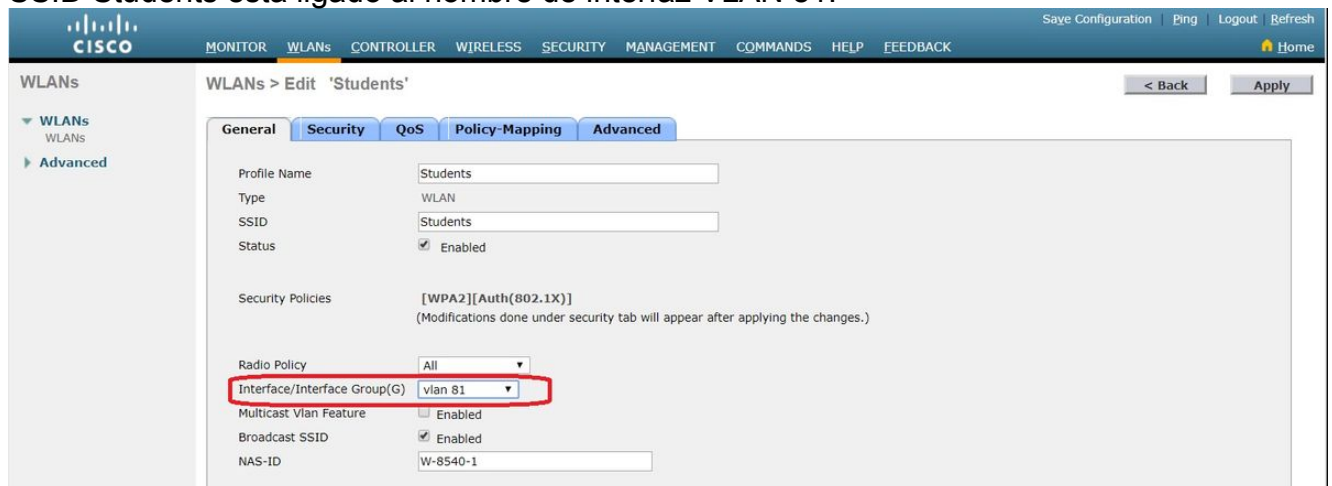 SSID Students está ligado al nombre de interfaz VLAN 81.
Save Configuration | Ping | Logout | Refresh
CISCO
MONITOR WLANs CONTROLLER WIRELESS SECURITY MANAGEMENT COMMANDS HELP FEEDBACK
Home
WLANs
WLANs > Edit 'Students'
< Back
Apply
WLANs
WLANs
Advanced
General Security QoS Policy-Mapping Advanced
Profile Name Students
Type WLAN
SSID Students
Status Enabled
Security Policies [WPA2][Auth(802.1X)]
(Modifications done under security tab will appear after applying the changes.)
Radio Policy All
Interface/Interface Group(G) vlan 81
Multicast Vlan Feature Enabled
Broadcast SSID Enabled
NAS-ID W-8540-1